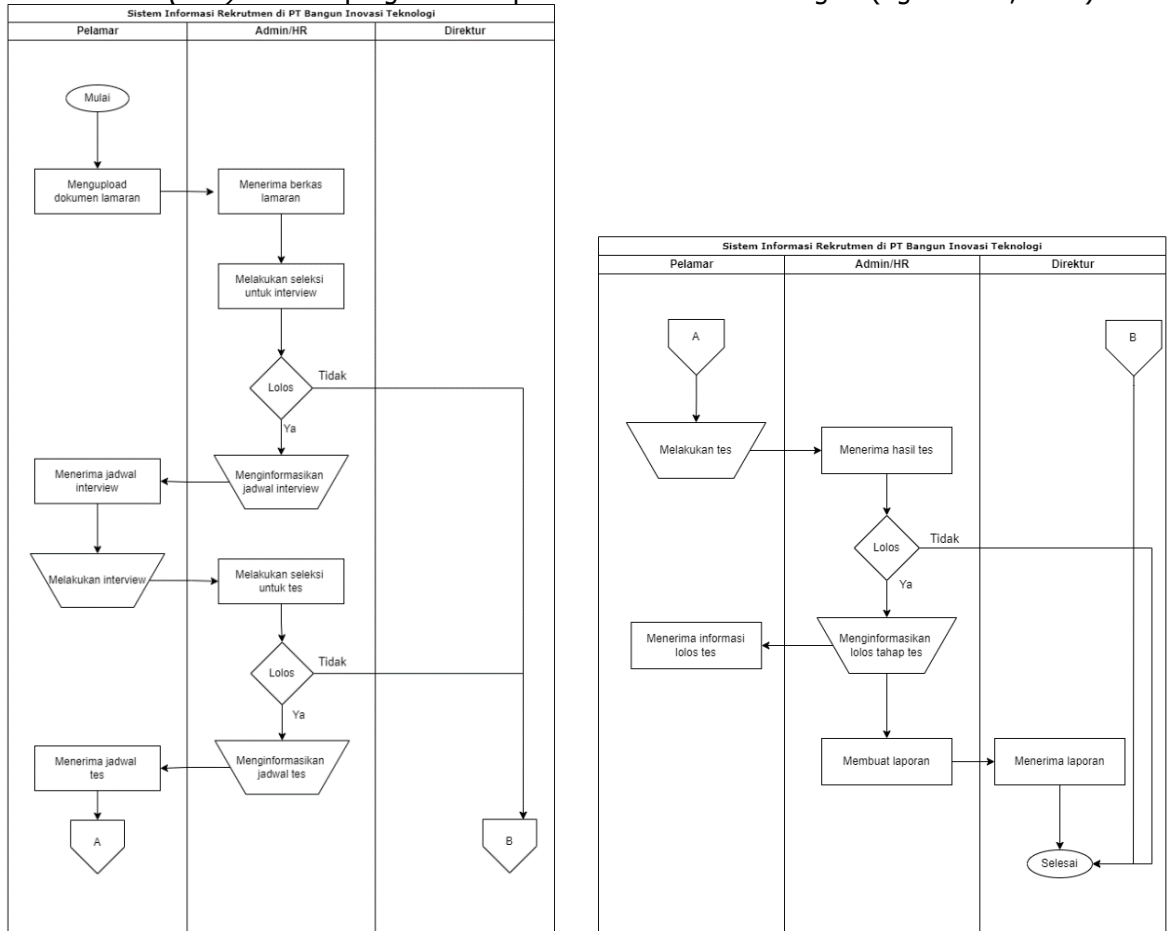 Sistem Informasi Rekrutmen di PT Bangun Inovasi Teknologi
Pelamar
Admin/HR
Direktur
Mulai
Mengupload
dokumen lamaran
Menerima berkas
lamaran
Melakukan seleksi
untuk interview
Lolos
Tidak
Ya
Menginformasikan
jadwal interview
Menerima jadwal
interview
Melakukan interview
Melakukan seleksi
untuk tes
Lolos
Tidak
Ya
Menginformasikan
jadwal tes
Menerima jadwal
tes
A
B
Sistem Informasi Rekrutmen di PT Bangun Inovasi Teknologi
Pelamar
Admin/HR
Direktur
A
B
Melakukan tes
Menerima hasil tes
Lolos
Tidak
Ya
Menginformasikan
lolos tahap tes
Menerima informasi
lolos tes
Membuat laporan
Menerima laporan
Selesai